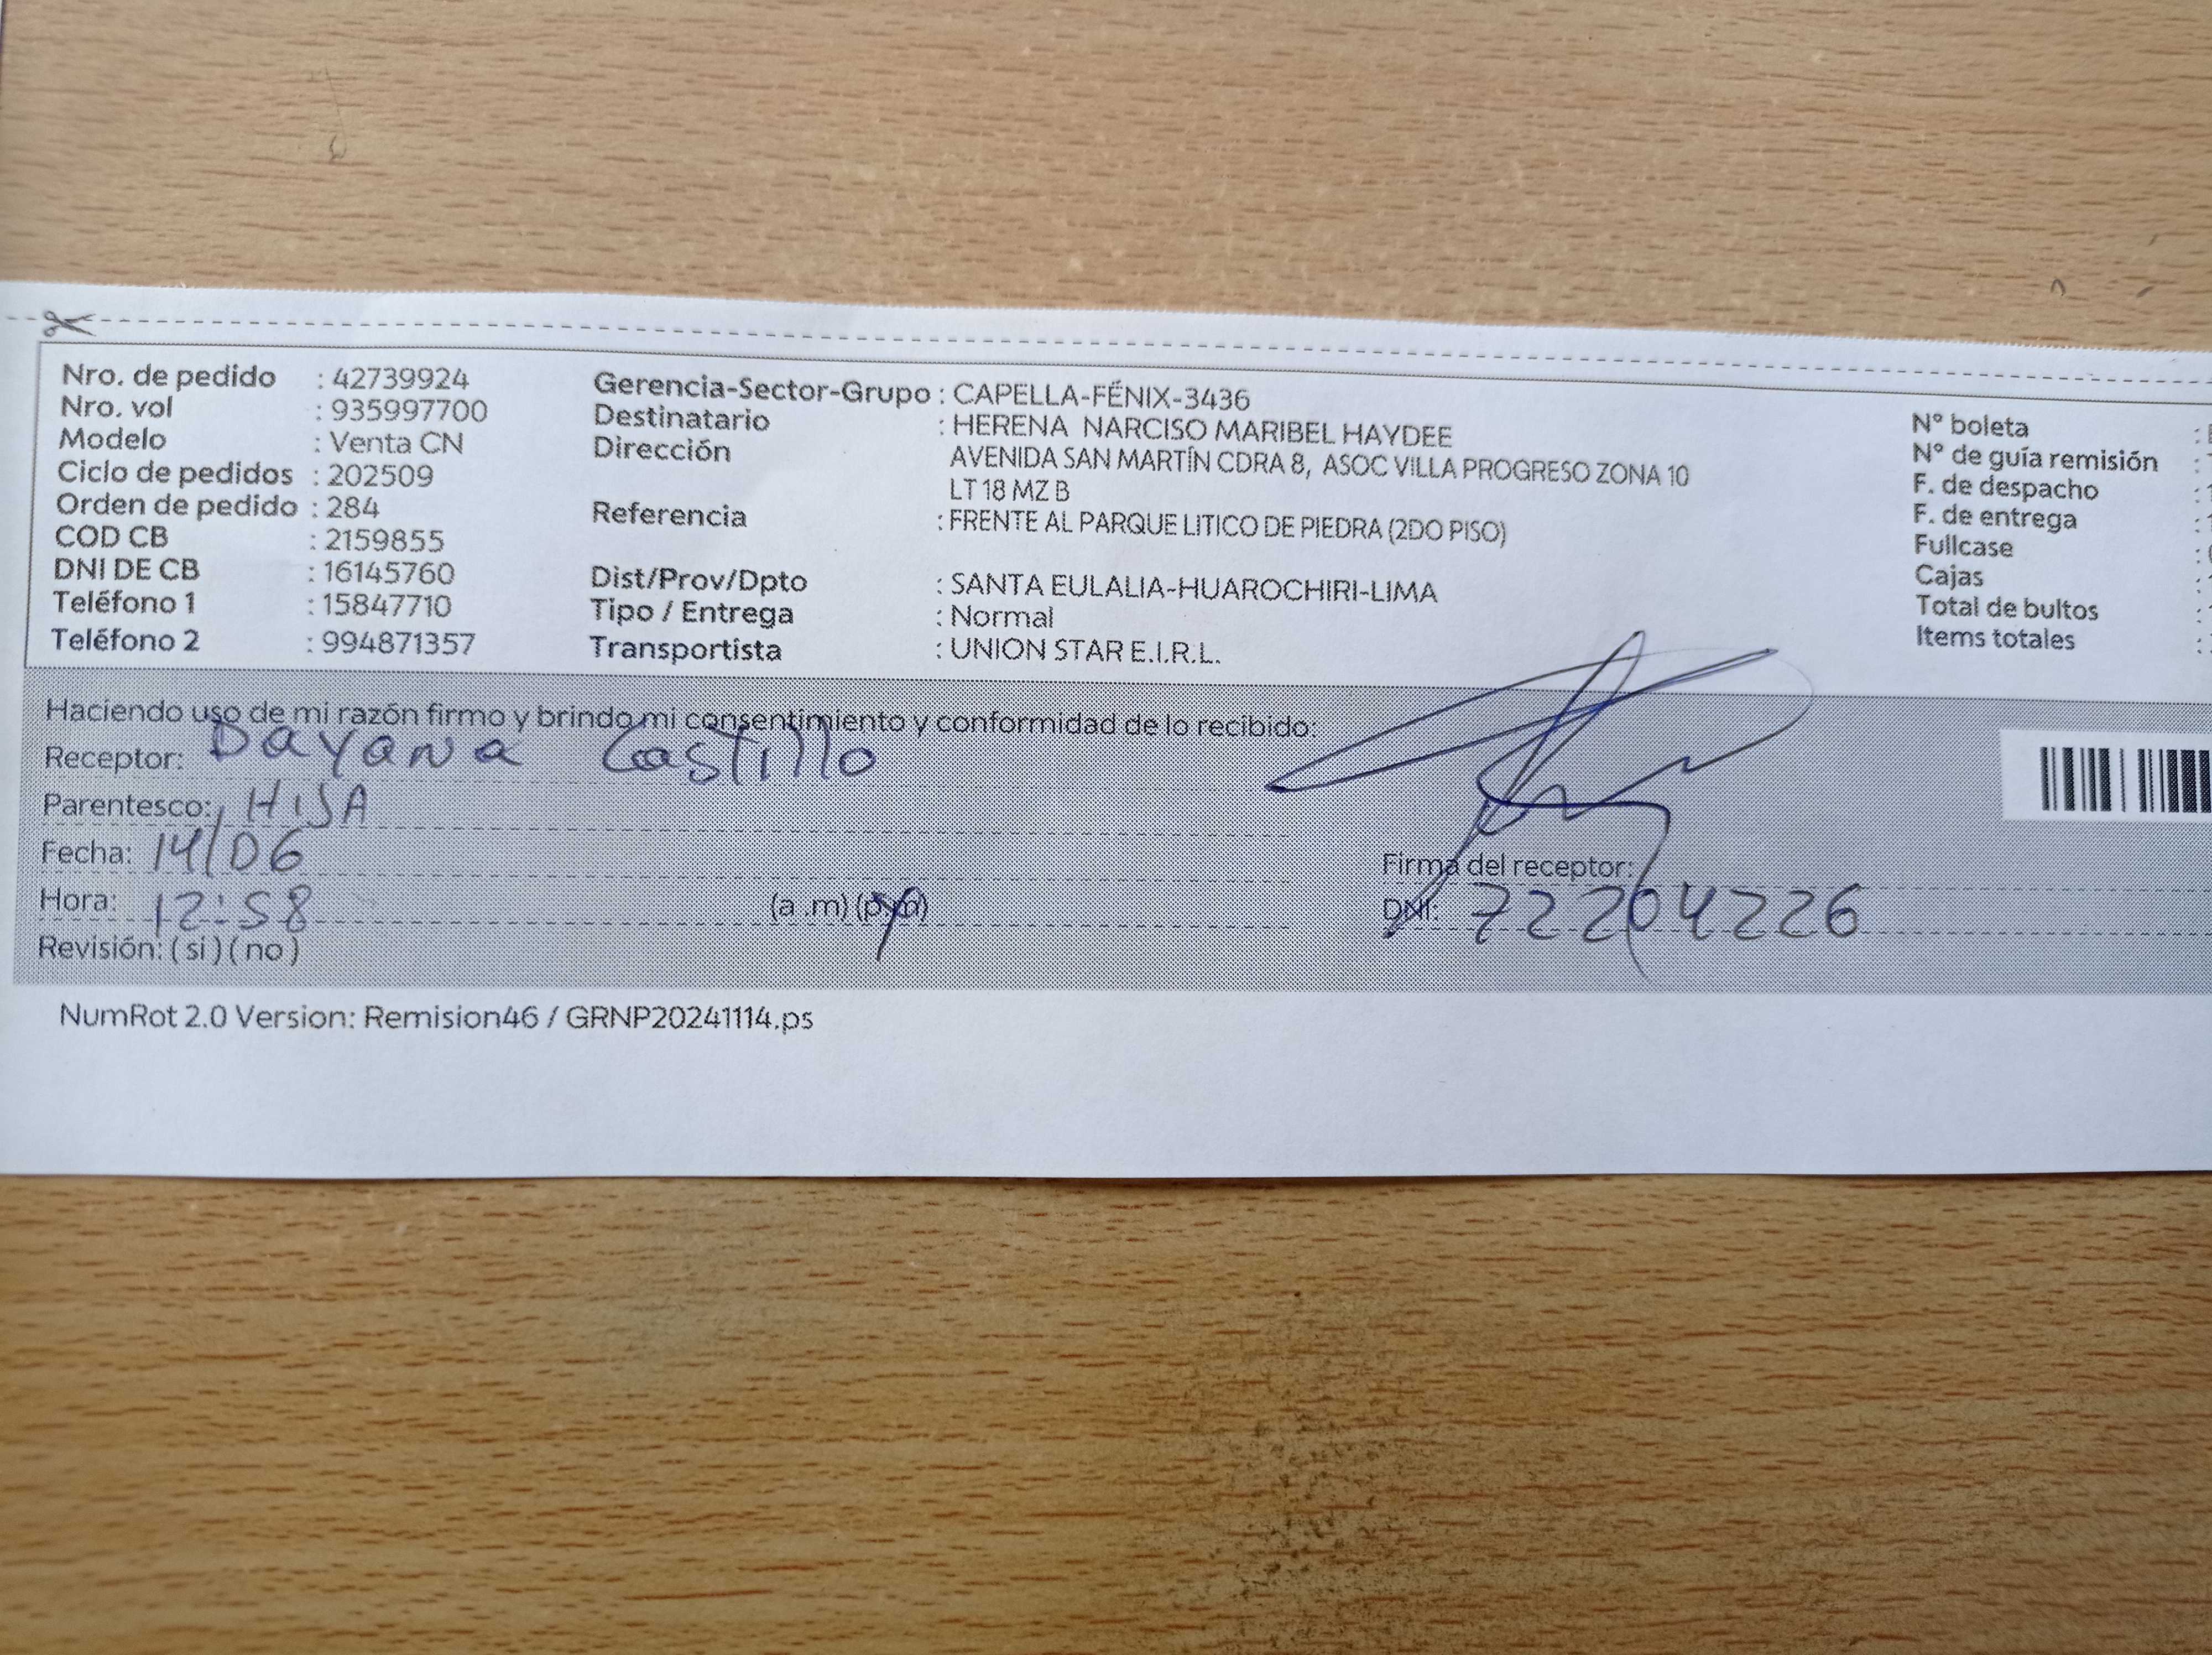 Nro. de pedido : 42739924
Nro. vol : 935997700
Modelo : Venta CN
Ciclo de pedidos : 202509
Orden de pedido : 284
COD CB : 2159855
DNI DE CB : 16145760
Teléfono 1 : 15847710
Teléfono 2 : 994871357
Gerencia-Sector-Grupo : CAPELLA-FÉNIX-3436
Destinatario : HERENA NARCISO MARIBEL HAYDEE
Dirección AVENIDA SAN MARTÍN CDRA 8, ASOC VILLA PROGRESO ZONA 10
LT 18 MZ B
Referencia : FRENTE AL PARQUE LITICO DE PIEDRA (2DO PISO)
Dist/Prov/Dpto : SANTA EULALIA-HUAROCHIRI-LIMA
Tipo / Entrega : Normal
Transportista : UNION STAR E.I.R.L.
N° boleta :
N° de guía remisión :
F. de despacho :
F. de entrega :
Fullcase :
Cajas :
Total de bultos :
Items totales :
Haciendo uso de mi razón firmo y brindo mi consentimiento y conformidad de lo recibido:
Receptor: Dayana Castillo
Parentesco: HIJA
Fecha: 14/06
Hora: 12:58 (a .m) (p.m)
Revisión: ( si ) ( no )
Firma del receptor:
DNI: 72204226
NumRot 2.0 Version: Remision46 / GRNP20241114.ps